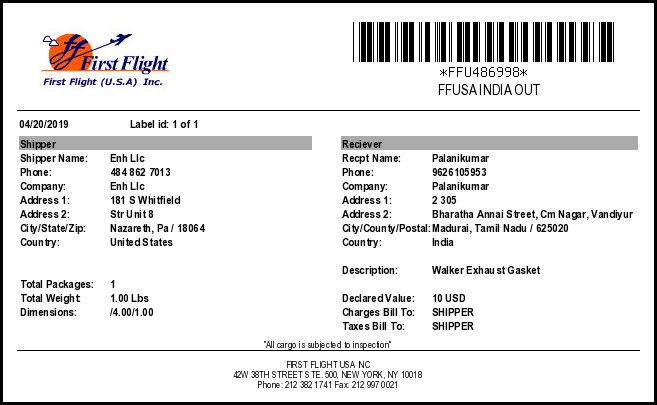 First Flight
First Flight (U.S.A) Inc.
*FFU486998*
FFUSA INDIA OUT
04/20/2019 Label id: 1 of 1
Shipper Reciever
Shipper Name: Enh Llc Recpt Name: Palanikumar
Phone: 484 862 7013 Phone: 9626105953
Company: Enh Llc Company: Palanikumar
Address 1: 181 S Whitfield Address 1: 2 305
Address 2: Str Unit 8 Address 2: Bharatha Annai Street, Cm Nagar, Vandiyur
City/State/Zip: Nazareth, Pa / 18064 City/County/Postal: Madurai, Tamil Nadu / 625020
Country: United States Country: India
Description: Walker Exhaust Gasket
Total Packages: 1
Total Weight: 1.00 Lbs Declared Value: 10 USD
Dimensions: /4.00/1.00 Charges Bill To: SHIPPER
Taxes Bill To: SHIPPER
"All cargo is subjected to inspection"
FIRST FLIGHT USA INC
42W 38TH STREET STE. 500, NEW YORK, NY 10018
Phone: 212 382 1741 Fax: 212 997 0021